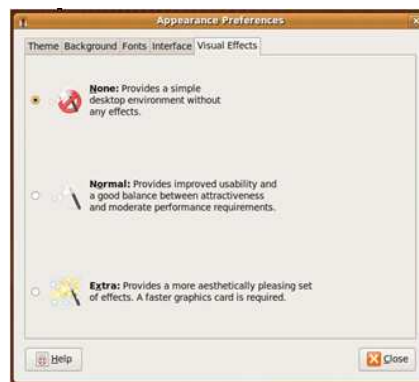 Appearance Preferences
Theme Background Fonts Interface Visual Effects
None: Provides a simple
desktop environment without
any effects.
Normal: Provides improved usability and
a good balance between attractiveness
and moderate performance requirements.
Extra: Provides a more aesthetically pleasing set
of effects. A faster graphics card is required.
Help Close